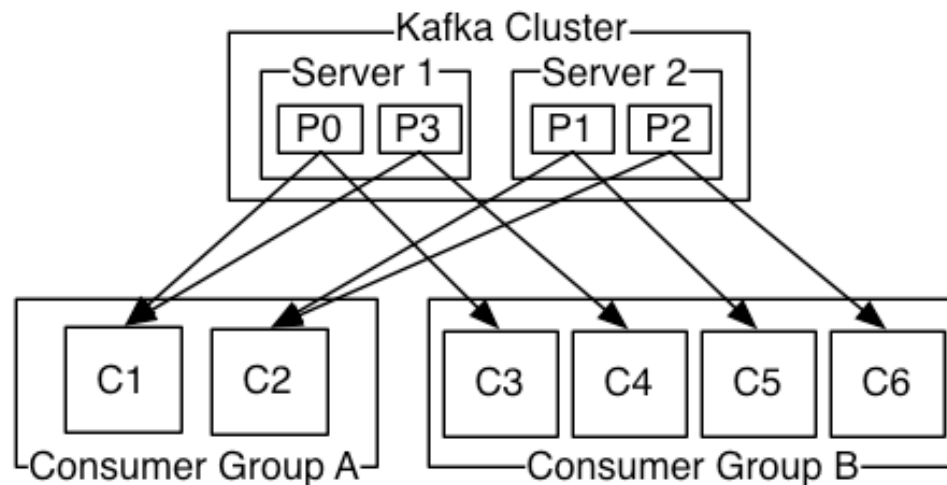 Kafka Cluster
Server 1 Server 2
P0 P3 P1 P2
C1 C2 C3 C4 C5 C6
Consumer Group A Consumer Group B